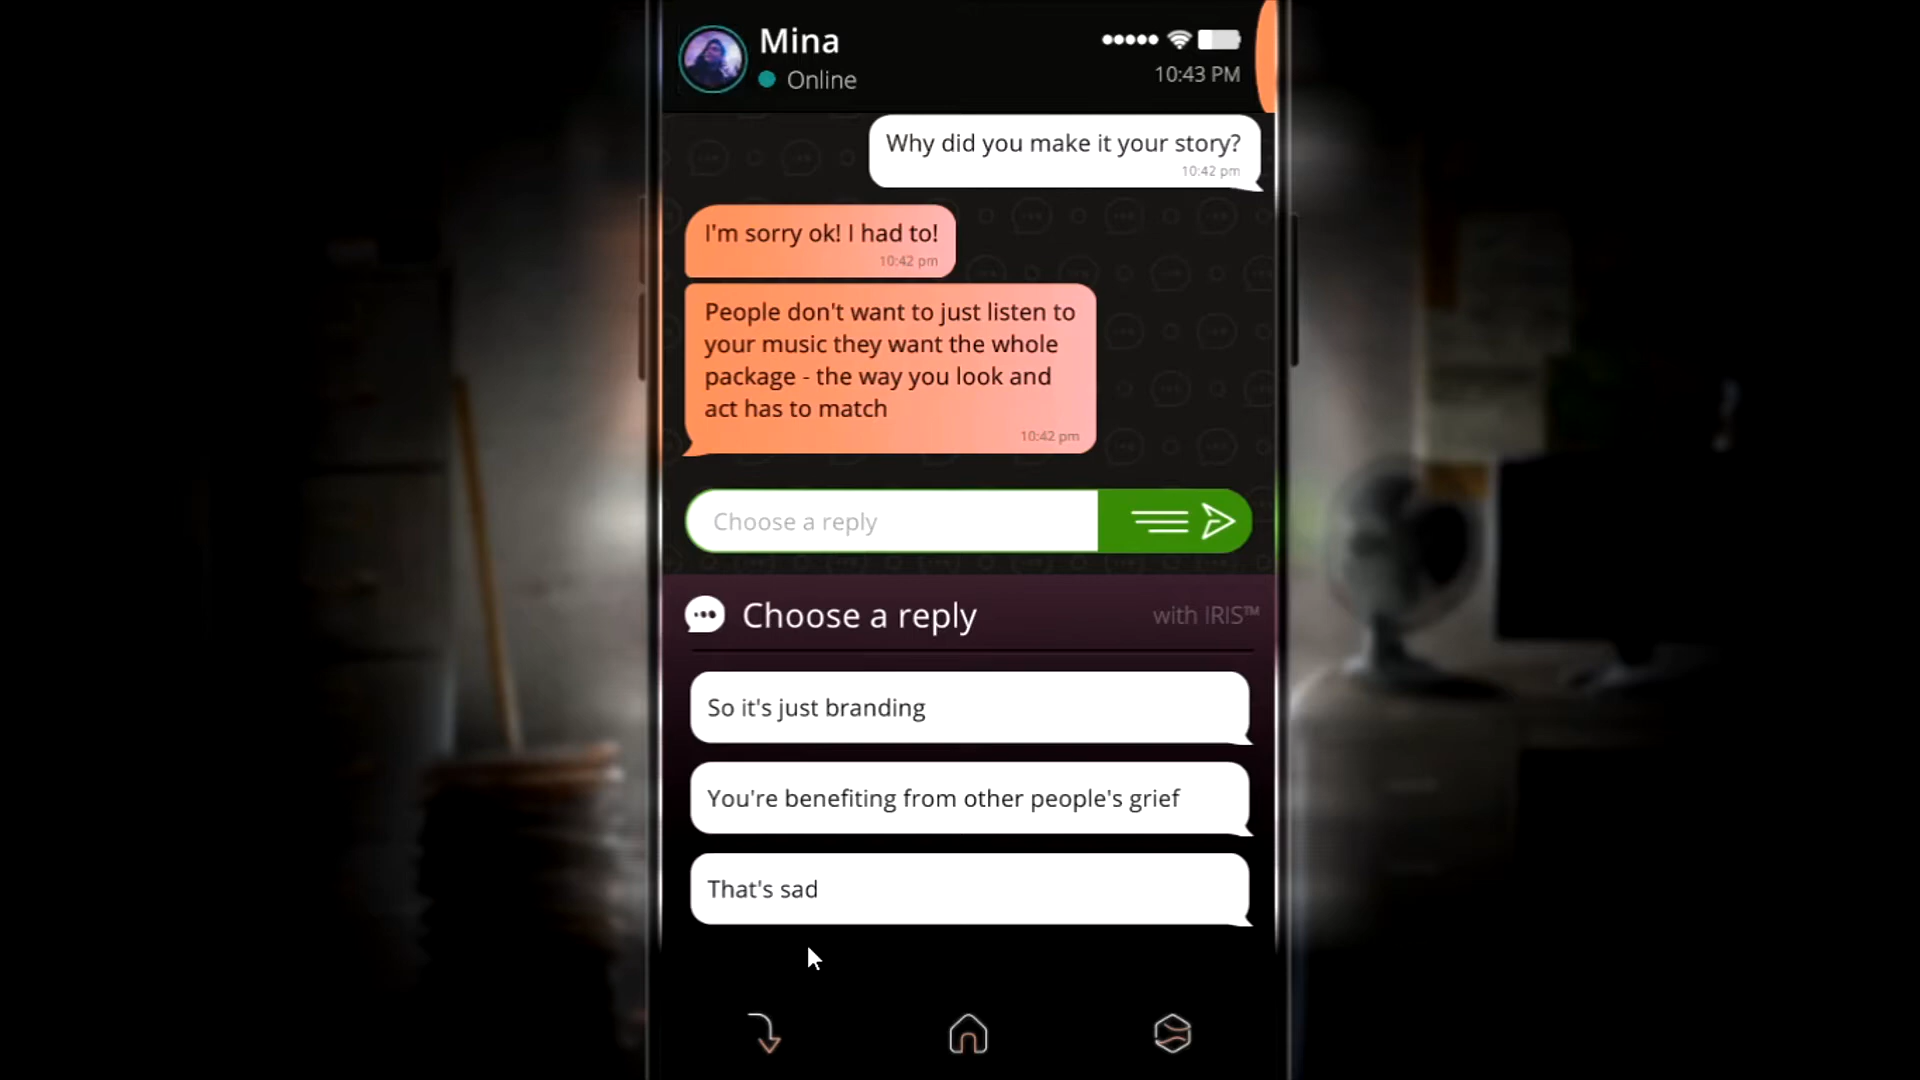 Mina
Online
10:43 PM
Why did you make it your story?
10:42 pm
I'm sorry ok! I had to!
10:42 pm
People don't want to just listen to
your music they want the whole
package - the way you look and
act has to match
10:42 pm
Choose a reply
Choose a reply
with IRIS™
So it's just branding
You're benefiting from other people's grief
That's sad